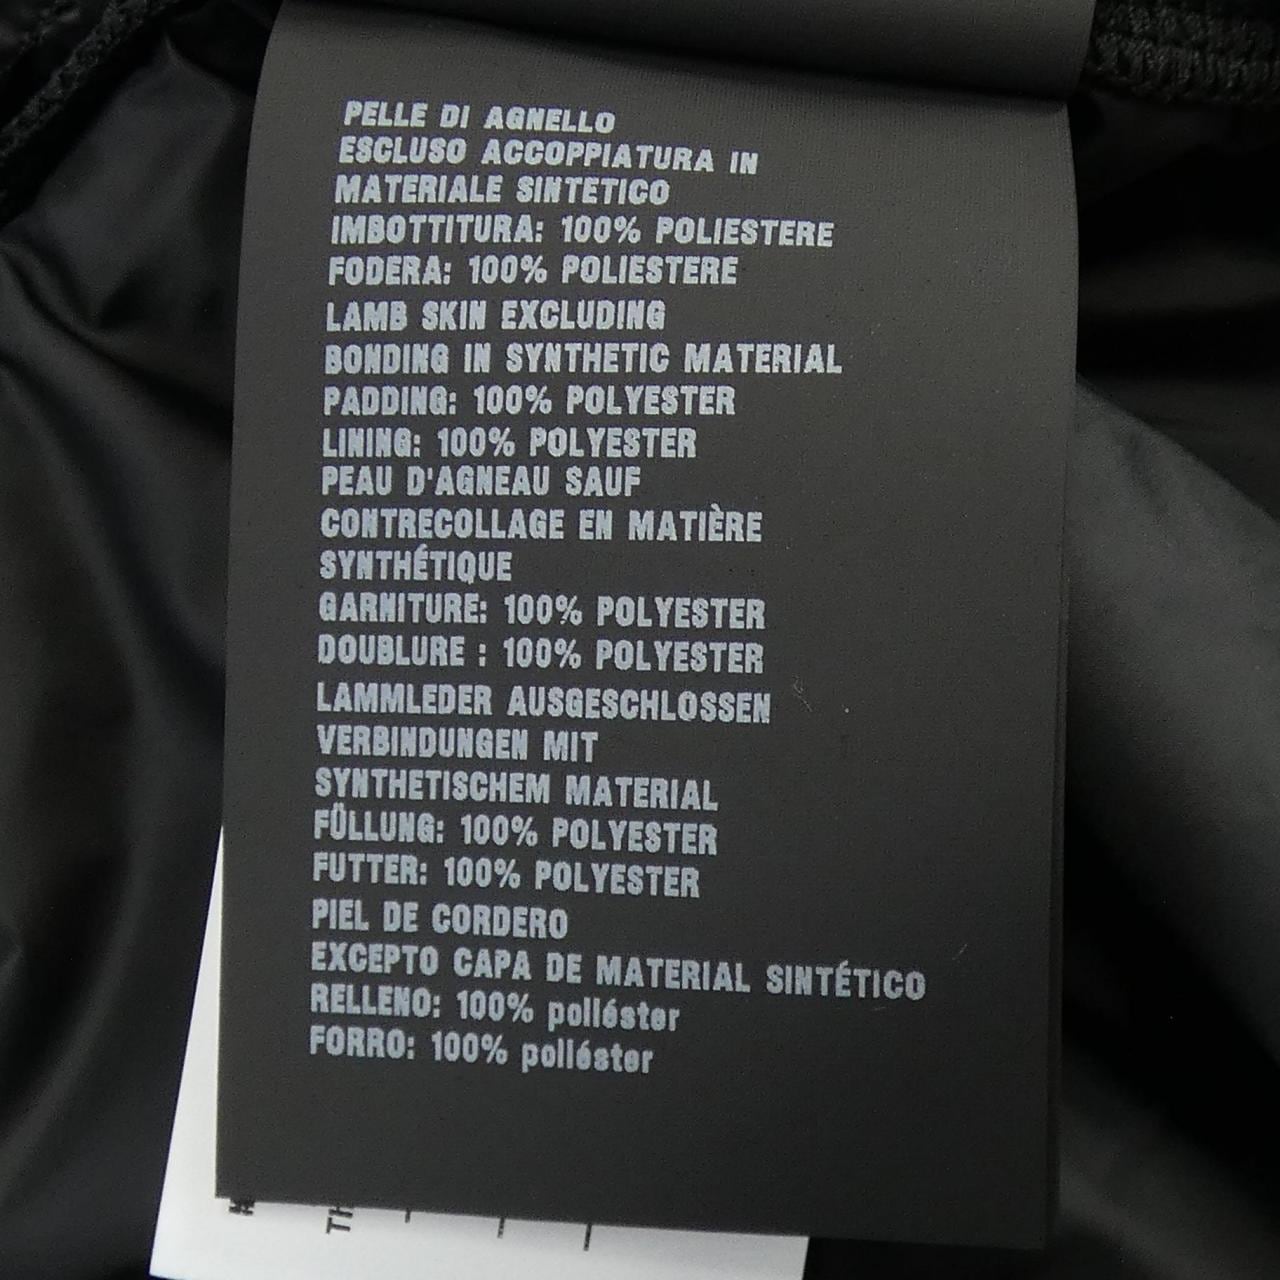 PELLE DI AGNELLO
ESCLUSO ACCOPPIATURA IN
MATERIALE SINTETICO
IMBOTTITURA: 100% POLIESTERE
FODERA: 100% POLIESTERE
LAMB SKIN EXCLUDING
BONDING IN SYNTHETIC MATERIAL
PADDING: 100% POLYESTER
LINING: 100% POLYESTER
PEAU D'AGNEAU SAUF
CONTRECOLLAGE EN MATIÈRE
SYNTHÉTIQUE
GARNITURE: 100% POLYESTER
DOUBLURE : 100% POLYESTER
LAMMLEDER AUSGESCHLOSSEN
VERBINDUNGEN MIT
SYNTHETISCHEM MATERIAL
FÜLLUNG: 100% POLYESTER
FUTTER: 100% POLYESTER
PIEL DE CORDERO
EXCEPTO CAPA DE MATERIAL SINTÉTICO
RELLENO: 100% poliéster
FORRO: 100% poliéster